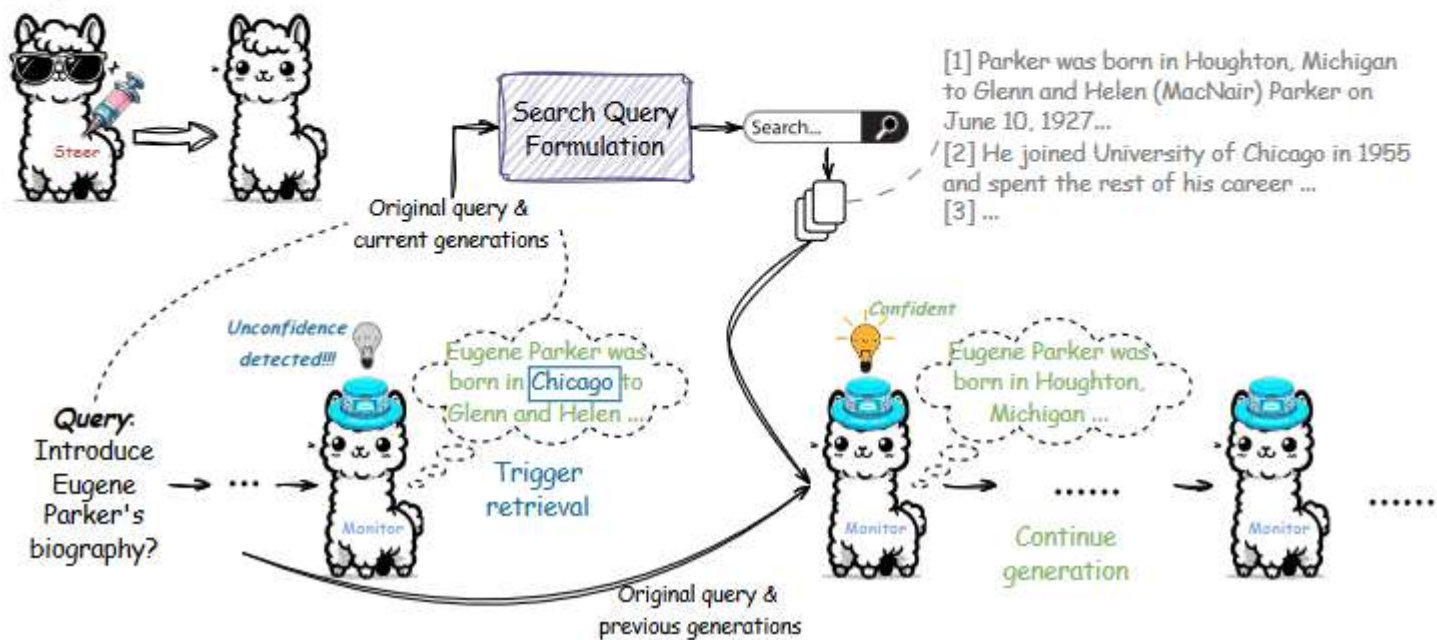 Steer
Search Query
Formulation
Search...
[1] Parker was born in Houghton, Michigan
to Glenn and Helen (MacNair) Parker on
June 10, 1927...
[2] He joined University of Chicago in 1955
and spent the rest of his career ...
[3] ...
Original query &
current generations
Unconfidence
detected!!!!
Eugene Parker was
born in Chicago to
Glenn and Helen ...
Trigger
retrieval
Query:
Introduce
Eugene
Parker's
biography?
...
Monitor
Confident
Eugene Parker was
born in Houghton,
Michigan ...
Monitor
......
Continue
generation
Monitor
......
Original query &
previous generations